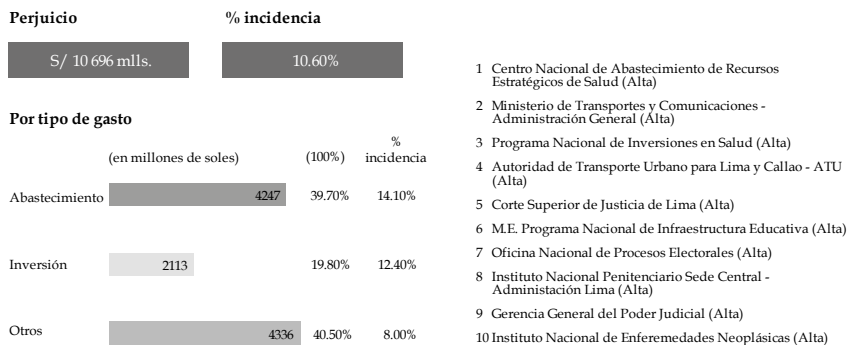 Perjuicio
% incidencia
S/ 10 696 mlls.
10.60%
Por tipo de gasto
(en millones de soles)
(100%)
%
incidencia
Abastecimiento 4247 39.70% 14.10%
Inversión 2113 19.80% 12.40%
Otros 4336 40.50% 8.00%
1 Centro Nacional de Abastecimiento de Recursos
Estratégicos de Salud (Alta)
2 Ministerio de Transportes y Comunicaciones -
Administración General (Alta)
3 Programa Nacional de Inversiones en Salud (Alta)
4 Autoridad de Transporte Urbano para Lima y Callao - ATU
(Alta)
5 Corte Superior de Justicia de Lima (Alta)
6 M.E. Programa Nacional de Infraestructura Educativa (Alta)
7 Oficina Nacional de Procesos Electorales (Alta)
8 Instituto Nacional Penitenciario Sede Central -
Administación Lima (Alta)
9 Gerencia General del Poder Judicial (Alta)
10 Instituto Nacional de Enferemedades Neoplásicas (Alta)